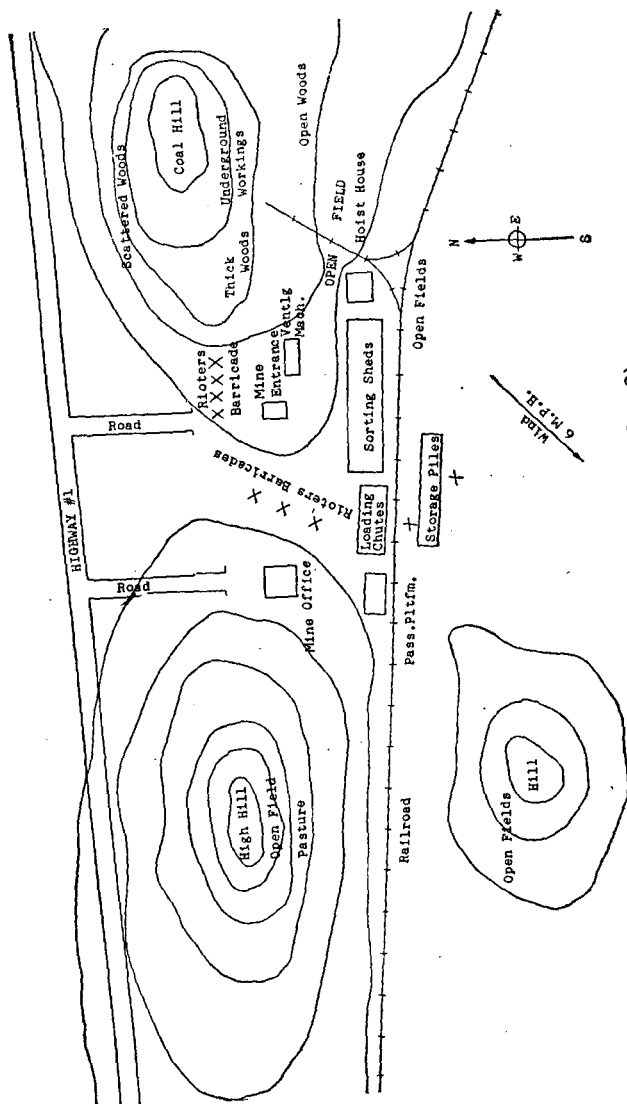 HIGHWAY #1
Road
Road
Scattered Woods
Coal Hill
Underground
Workings
Thick
Woods
Open Woods
Rioters
Barricade
X X X X
X X X
Mine
Entrance
Ventlg
Mach.
Rioters Barricades
X
X
X
High Hill
Open Field
Pasture
Mine Office
OPEN FIELD
Hoist House
Sorting Sheds
Loading
Chutes
Pass.Pltfm.
Railroad
Open Fields
Storage Piles
Wind
6 M.P.H.
N
W E
S
Open Fields
Hill